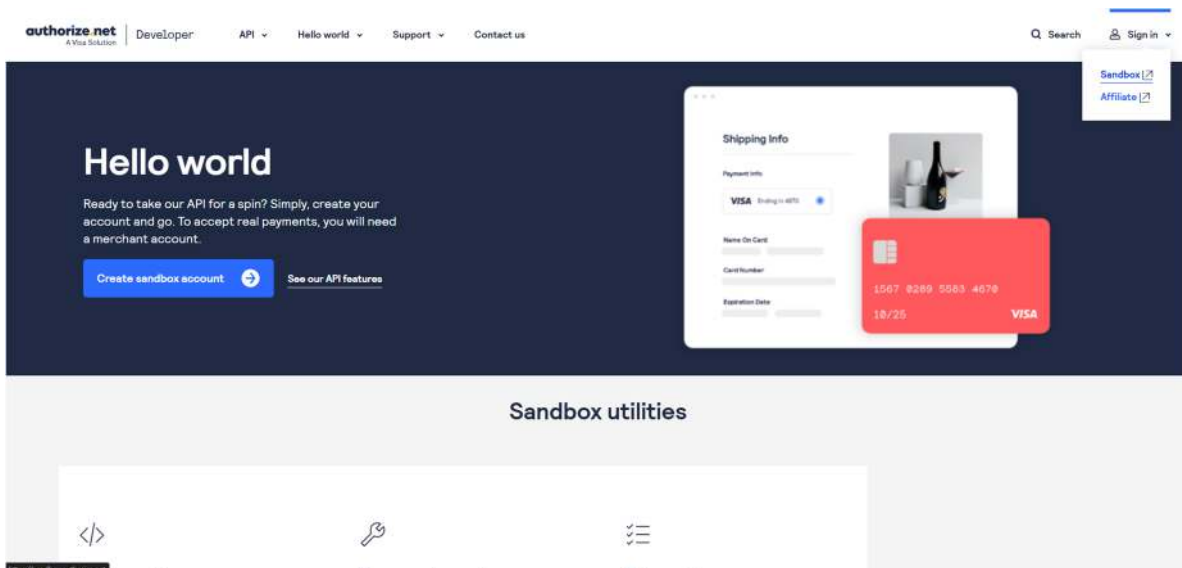 authorize.net
A Visa Solution
Developer
API
Hello world
Support
Contact us
Search
Sign in
Sandbox
Affiliate
Hello world
Ready to take our API for a spin? Simply, create your
account and go. To accept real payments, you will need
a merchant account.
Create sandbox account
See our API features
Shipping Info
Payment Info
VISA Ending in 4670
Name On Card
Card Number
Expiration Date
1567 0289 5583 4670
10/25
VISA
Sandbox utilities